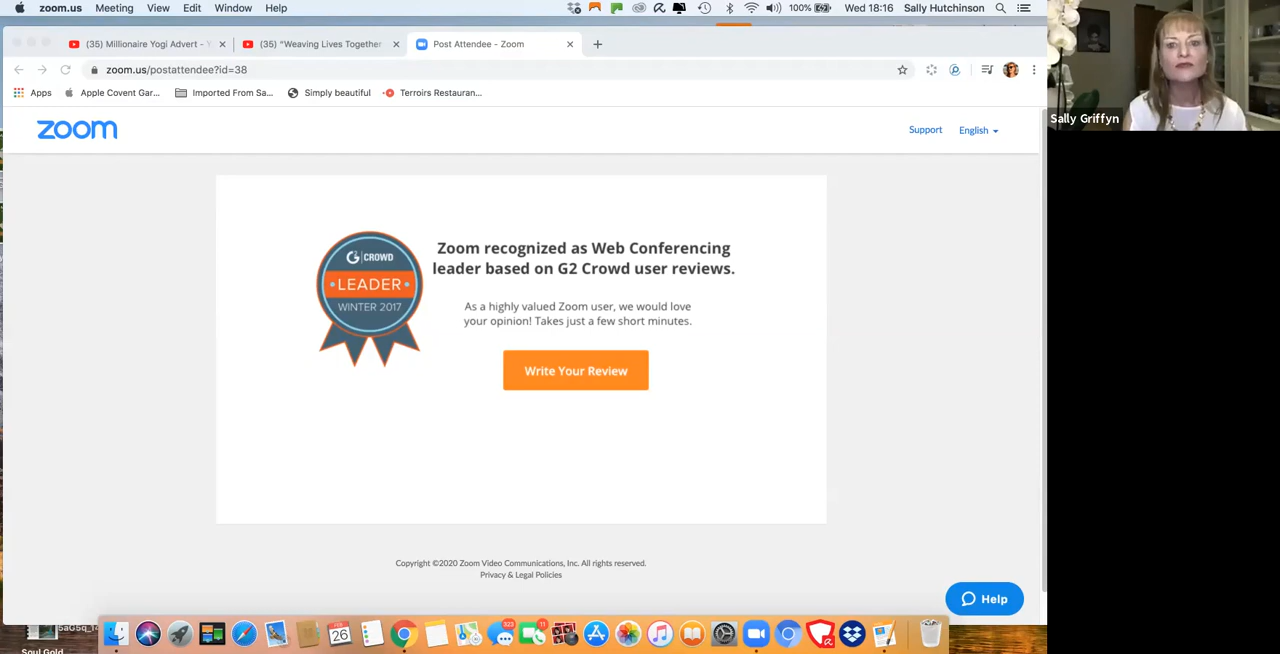 zoom.us Meeting View Edit Window Help 100% Wed 18:16 Sally Hutchinson
(35) Millionaire Yogi Advert - Y (35) "Weaving Lives Together Post Attendee - Zoom
zoom.us/postattendee?id=38
Apps Apple Covent Gar... Imported From Sa... Simply beautiful Terroirs Restauran...
Sally Griffyn
zoom
Support English
G2 CROWD
LEADER
WINTER 2017
Zoom recognized as Web Conferencing
leader based on G2 Crowd user reviews.
As a highly valued Zoom user, we would love
your opinion! Takes just a few short minutes.
Write Your Review
Copyright ©2020 Zoom Video Communications, Inc. All rights reserved.
Privacy & Legal Policies
Help
FEB
26
323
11
Soul Gold